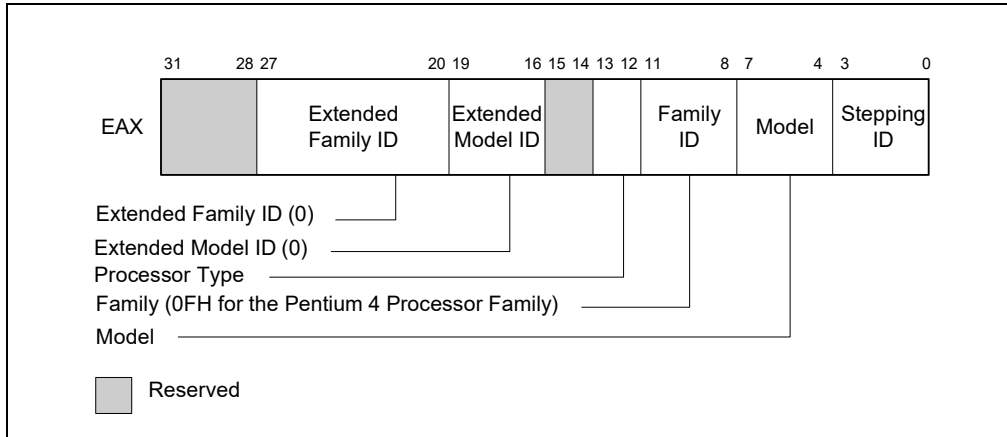 31 28 27 20 19 16 15 14 13 12 11 8 7 4 3 0
EAX
Extended
Family ID
Extended
Model ID
Family
ID
Model
Stepping
ID
Extended Family ID (0)
Extended Model ID (0)
Processor Type
Family (0FH for the Pentium 4 Processor Family)
Model
Reserved